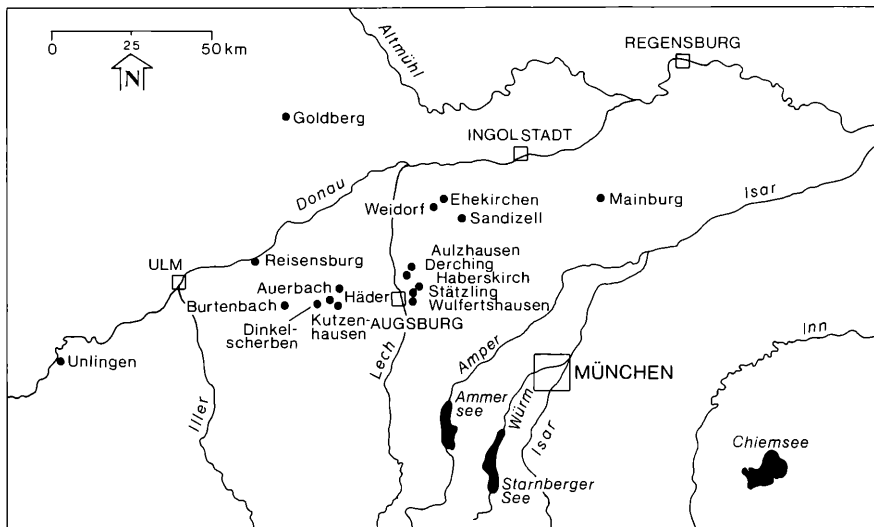 0 25 50 km
N
Altmühl
REGENSBURG
Goldberg
INGOLSTADT
Donau
Ehekirchen
Weidorf
Sandizell
Mainburg
Isar
Reisensburg
ULM
Aulzhausen
Derching
Haberskirch
Stätzling
Wulfertshausen
Auerbach
Häder
Burtenbach
Dinkel-
scherben
Kutzen-
hausen
AUGSBURG
Unlingen
Iller
Lech
Amper
Ammer
see
Würm
Isar
MÜNCHEN
Starnberger
See
Inn
Chiemsee